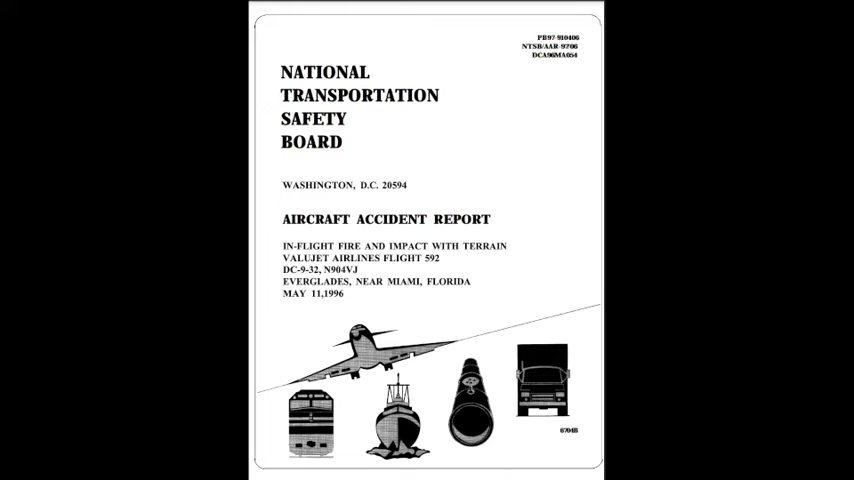 PB97-910406
NTSB/AAR-97/06
DCA96MA054
NATIONAL
TRANSPORTATION
SAFETY
BOARD
WASHINGTON, D.C. 20594
AIRCRAFT ACCIDENT REPORT
IN-FLIGHT FIRE AND IMPACT WITH TERRAIN
VALUJET AIRLINES FLIGHT 592
DC-9-32, N904VJ
EVERGLADES, NEAR MIAMI, FLORIDA
MAY 11,1996
6704B